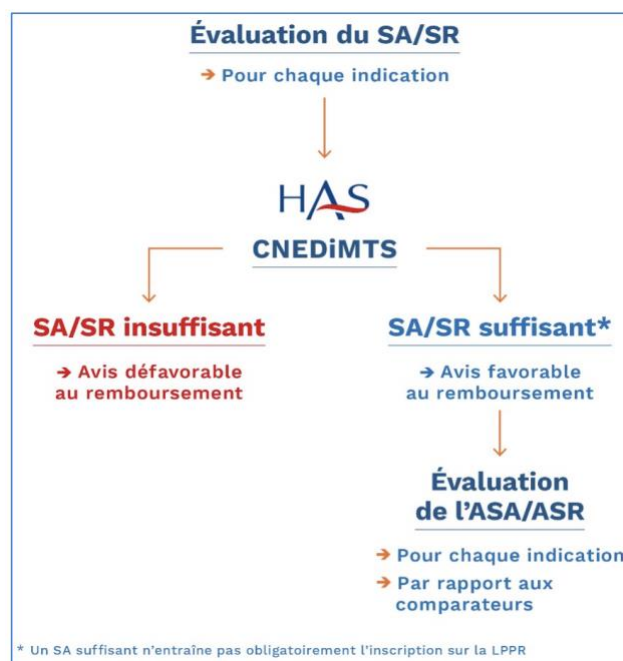 Évaluation du SA/SR
→ Pour chaque indication
HAS
CNEDiMTS
SA/SR insuffisant
→ Avis défavorable
au remboursement
SA/SR suffisant*
→ Avis favorable
au remboursement
Évaluation
de l’ASA/ASR
→ Pour chaque indication
→ Par rapport aux
comparateurs
* Un SA suffisant n’entraîne pas obligatoirement l’inscription sur la LPPR